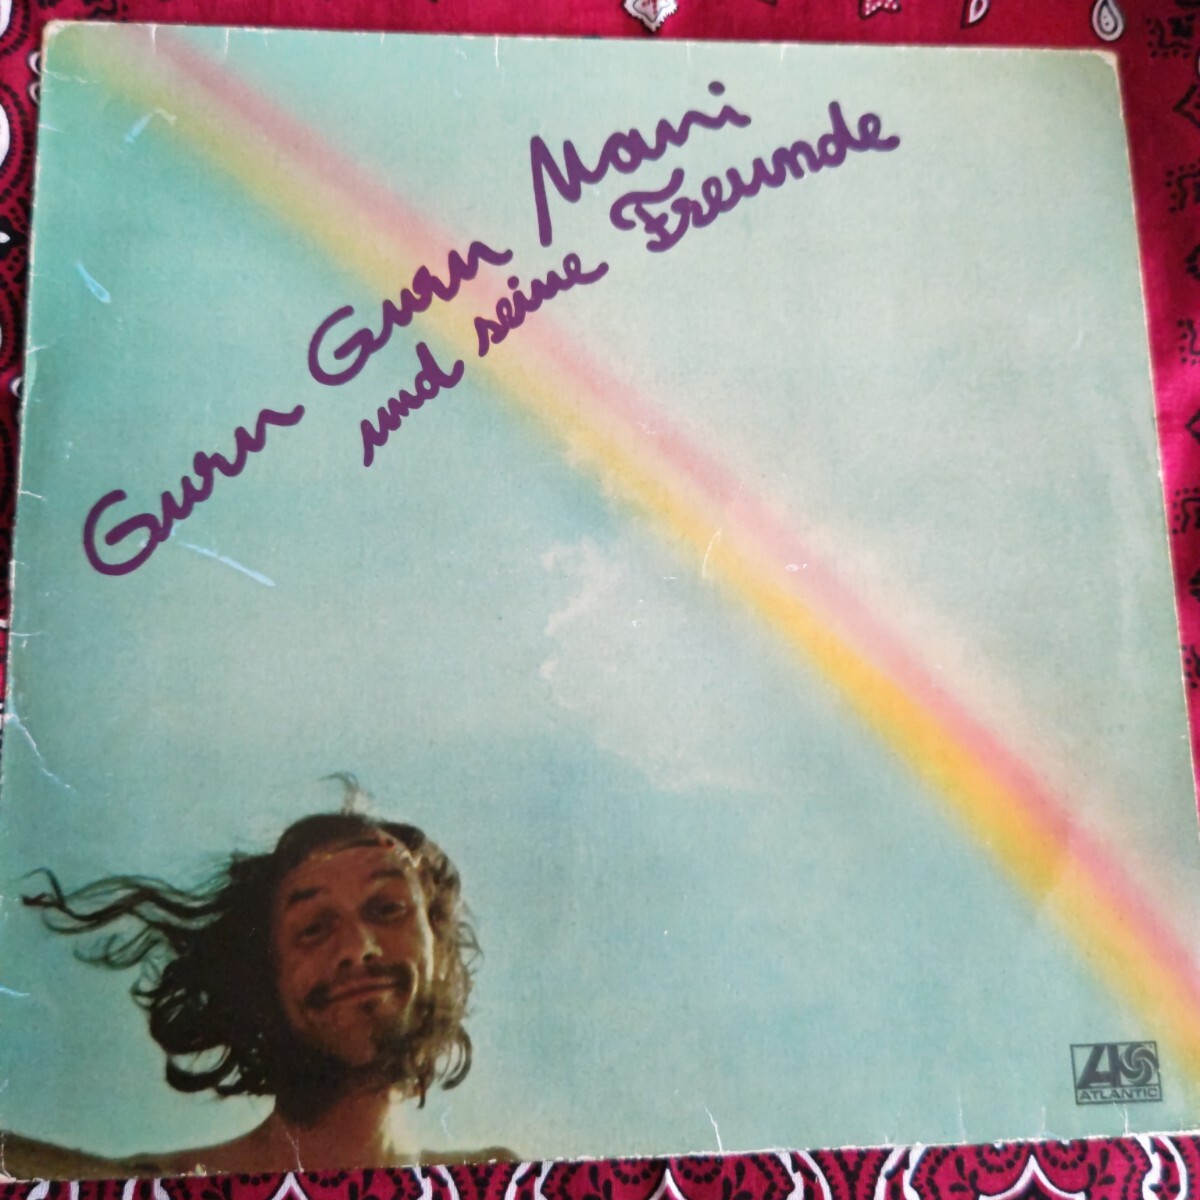 Guru Guru Mani
und seine Freunde
ATLANTIC